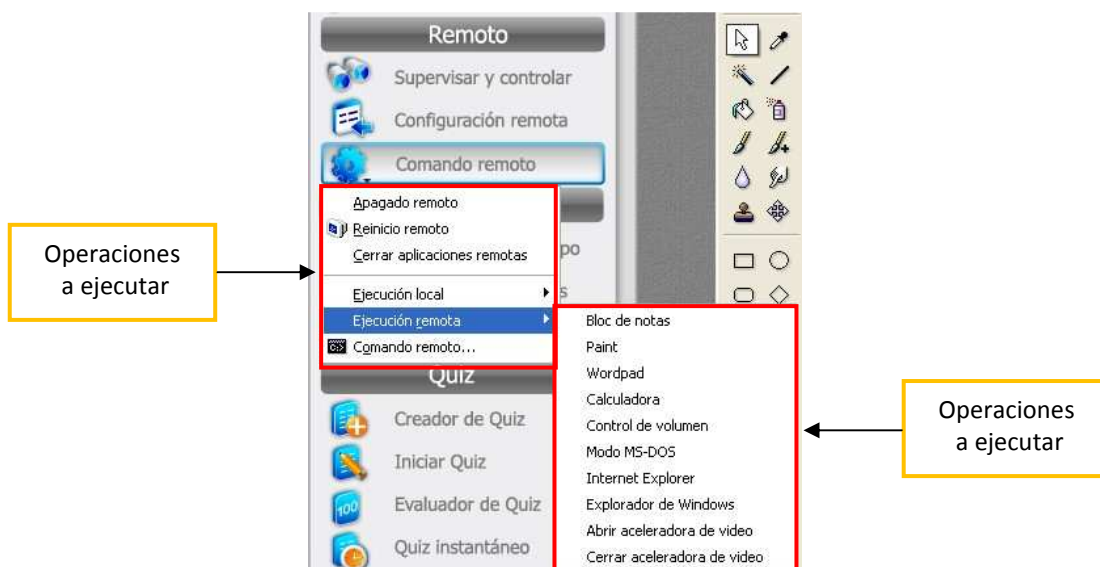 Remoto
Supervisar y controlar
Configuración remota
Comando remoto
Apagado remoto
Reinicio remoto
Cerrar aplicaciones remotas
po
Ejecución local
s
Ejecución remota
Comando remoto...
Operaciones
a ejecutar
Bloc de notas
Paint
Wordpad
Calculadora
Control de volumen
Modo MS-DOS
Internet Explorer
Explorador de Windows
Abrir aceleradora de video
Cerrar aceleradora de video
Operaciones
a ejecutar
Quiz
Creador de Quiz
Iniciar Quiz
100
Evaluador de Quiz
Quiz instantáneo